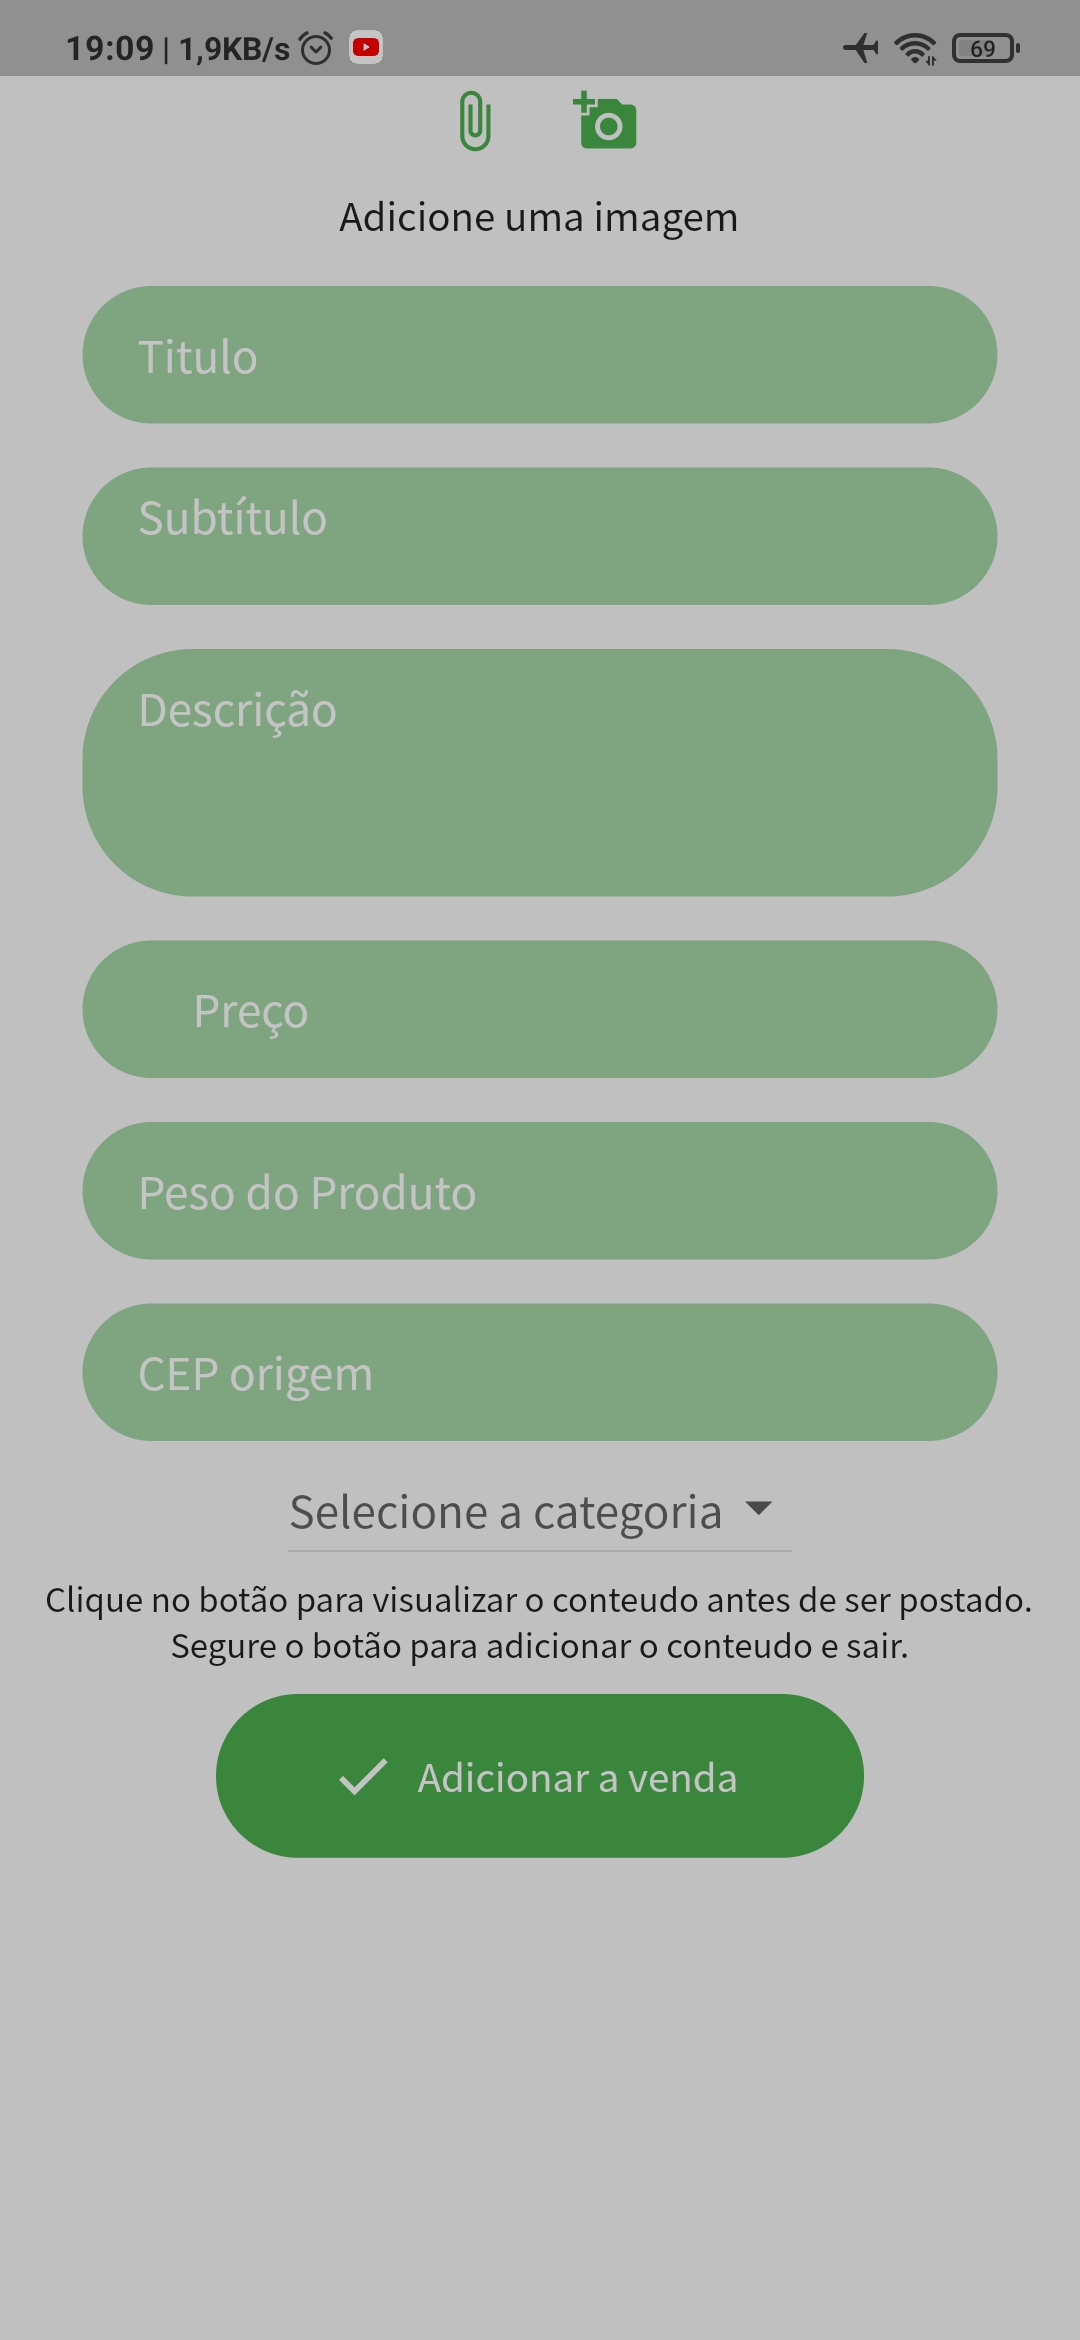 19:09 | 1,9KB/s
69
Adicione uma imagem
Titulo
Subtítulo
Descrição
Preço
Peso do Produto
CEP origem
Selecione a categoria
Clique no botão para visualizar o conteudo antes de ser postado.
Segure o botão para adicionar o conteudo e sair.
Adicionar a venda